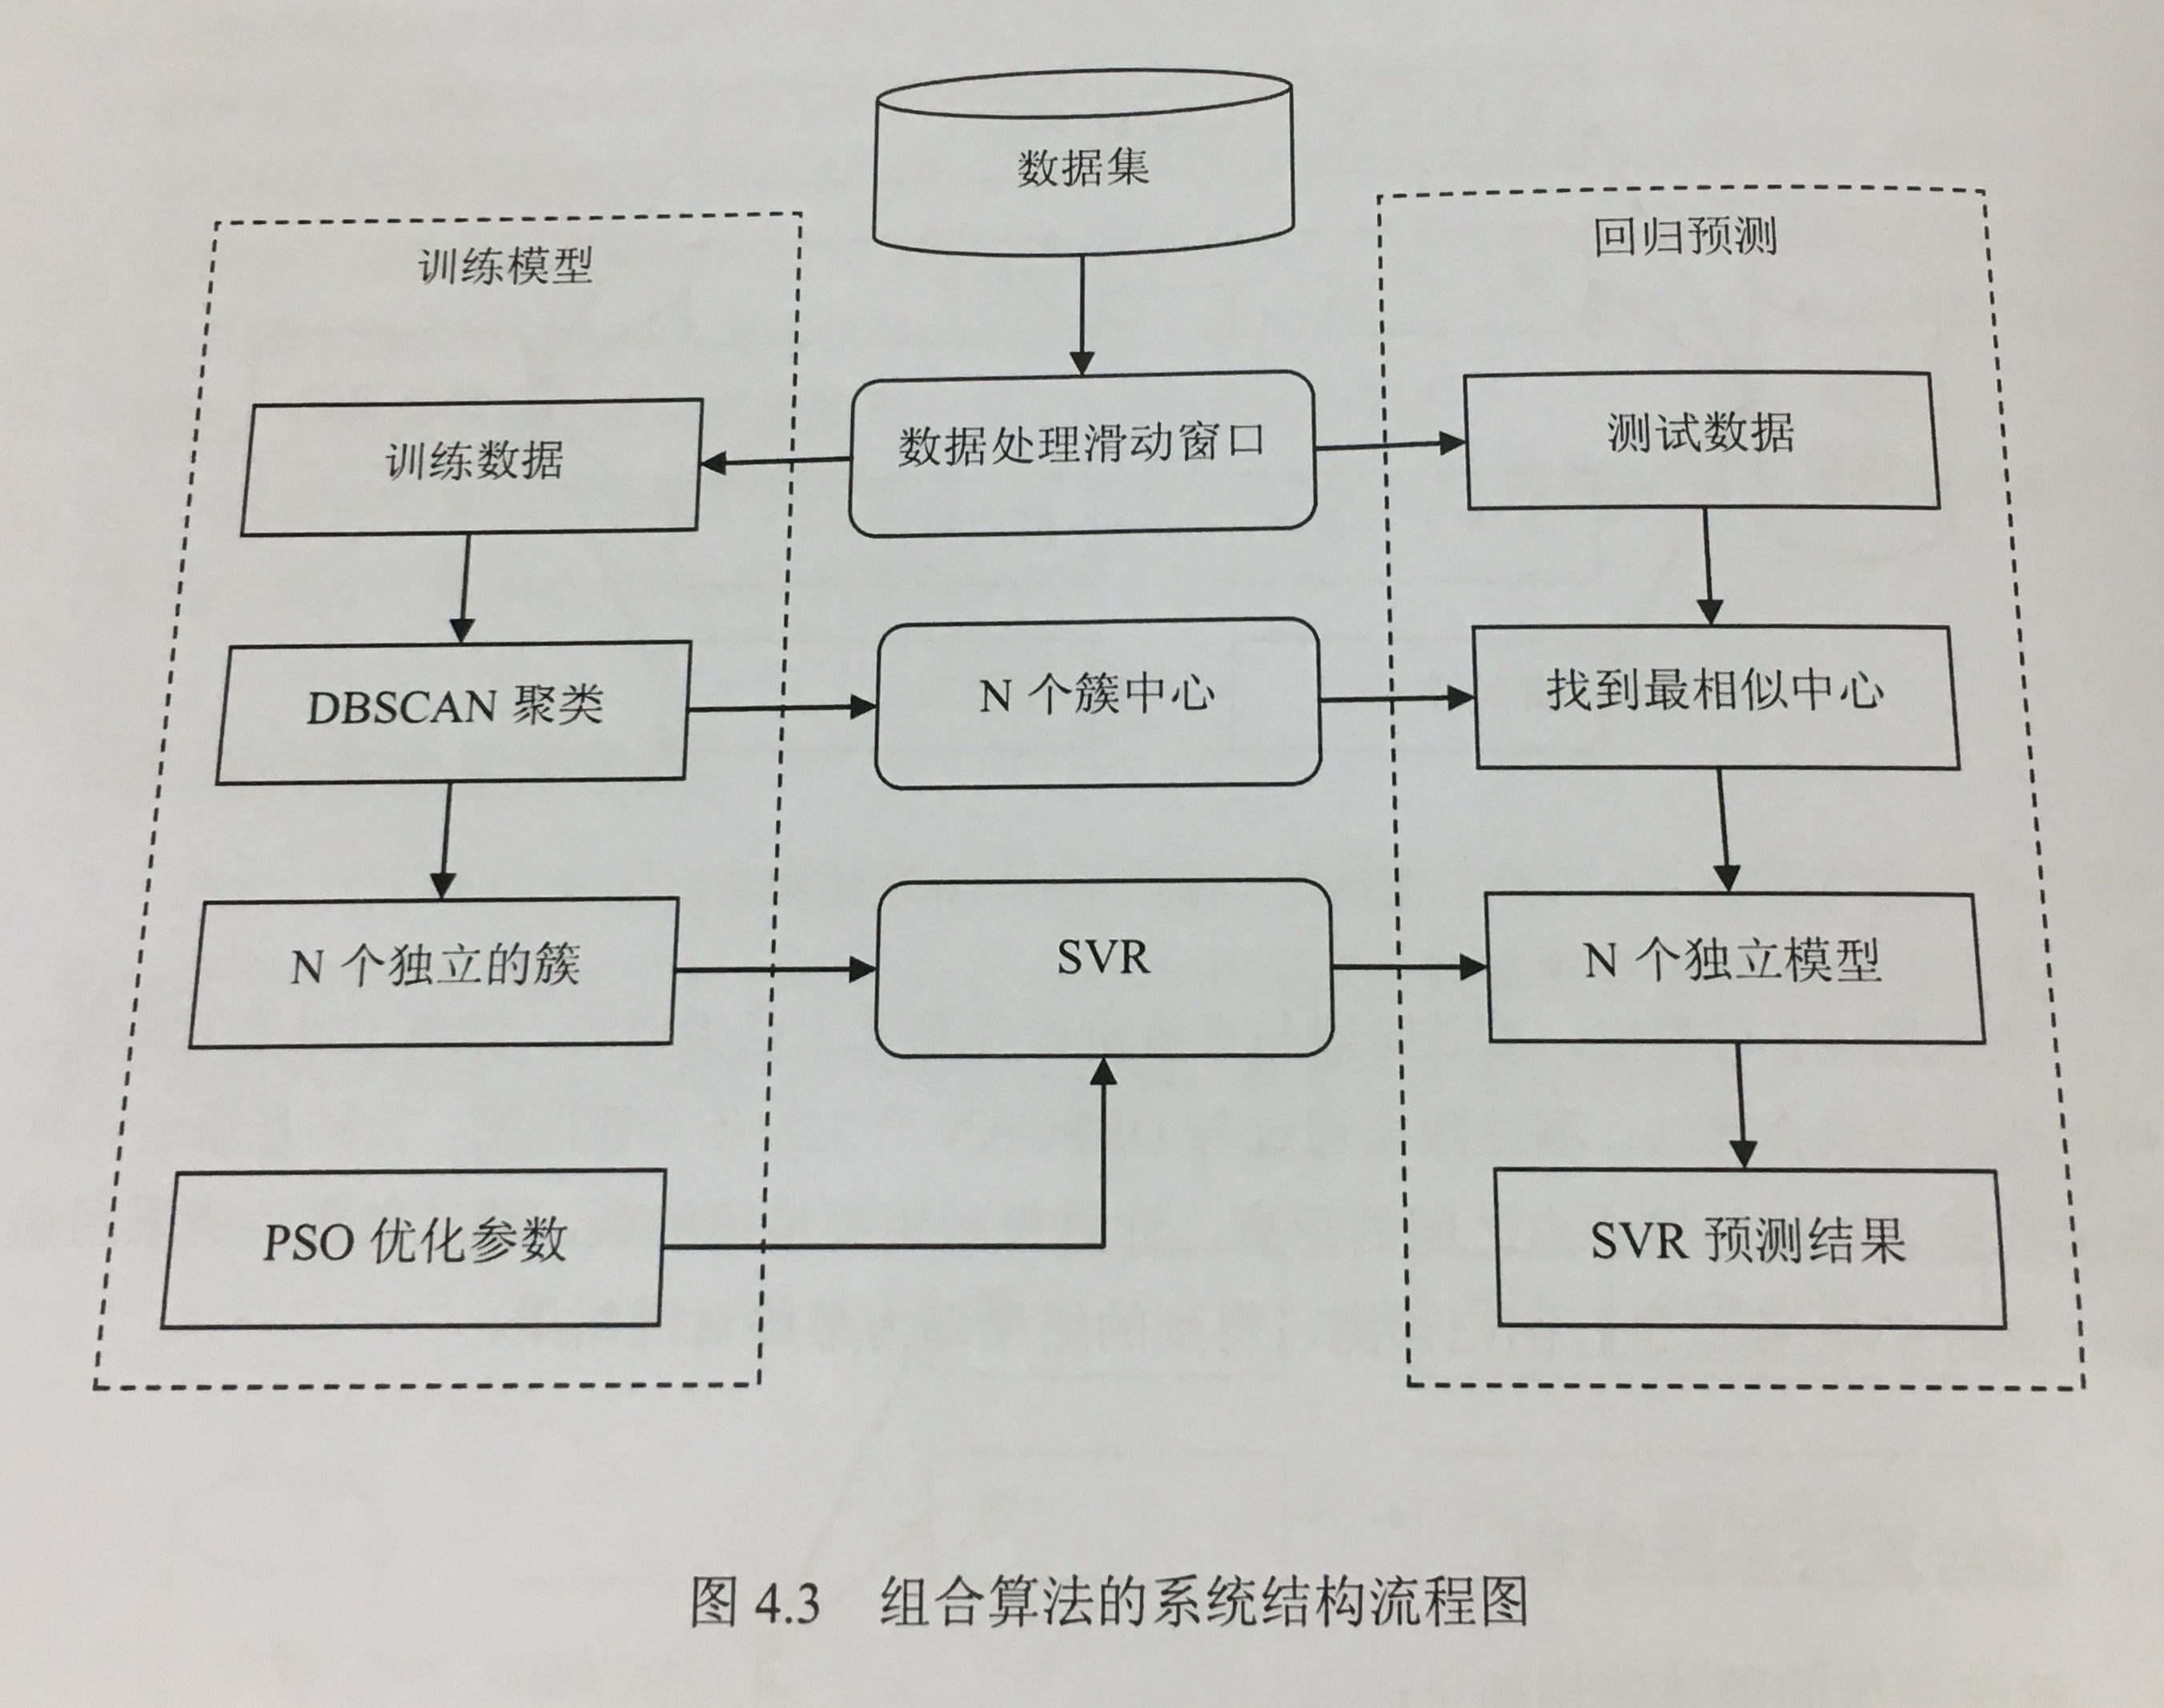 数据集
训练模型
回归预测
训练数据
数据处理滑动窗口
测试数据
DBSCAN 聚类
N 个簇中心
找到最相似中心
N 个独立的簇
SVR
N 个独立模型
PSO 优化参数
SVR 预测结果
图 4.3 组合算法的系统结构流程图